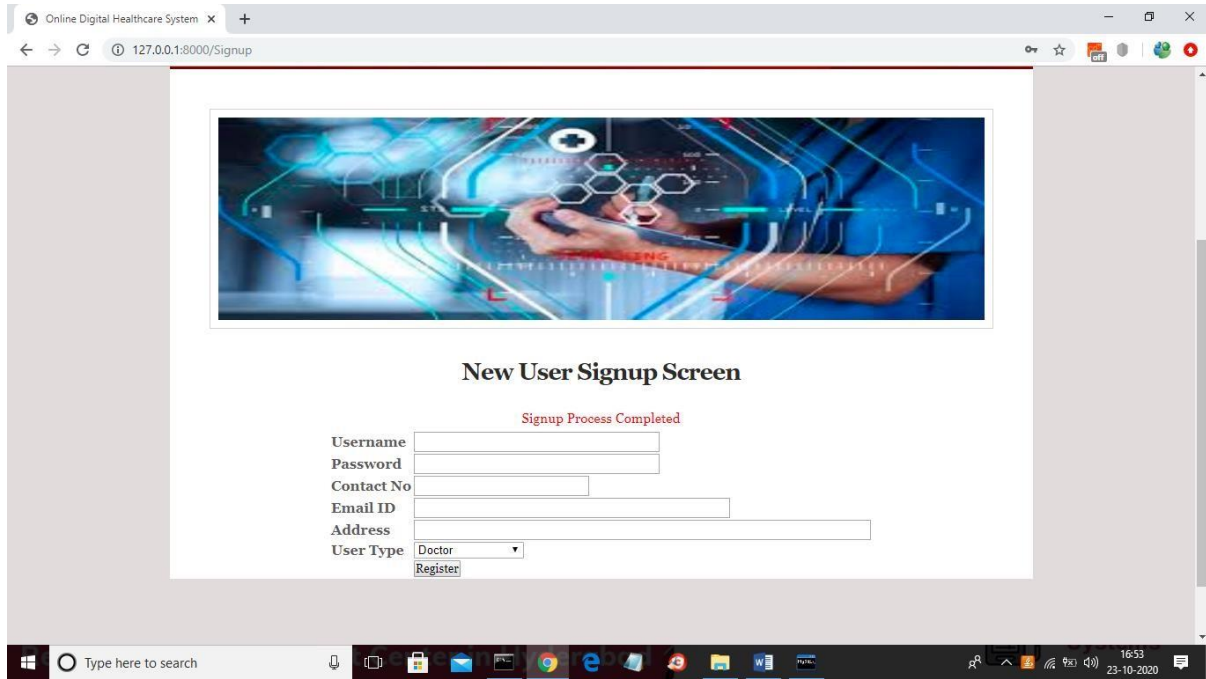 Online Digital Healthcare System
127.0.0.1:8000/Signup
off
New User Signup Screen
Signup Process Completed
Username
Password
Contact No
Email ID
Address
User Type Doctor
Register
Type here to search
16:53
23-10-2020